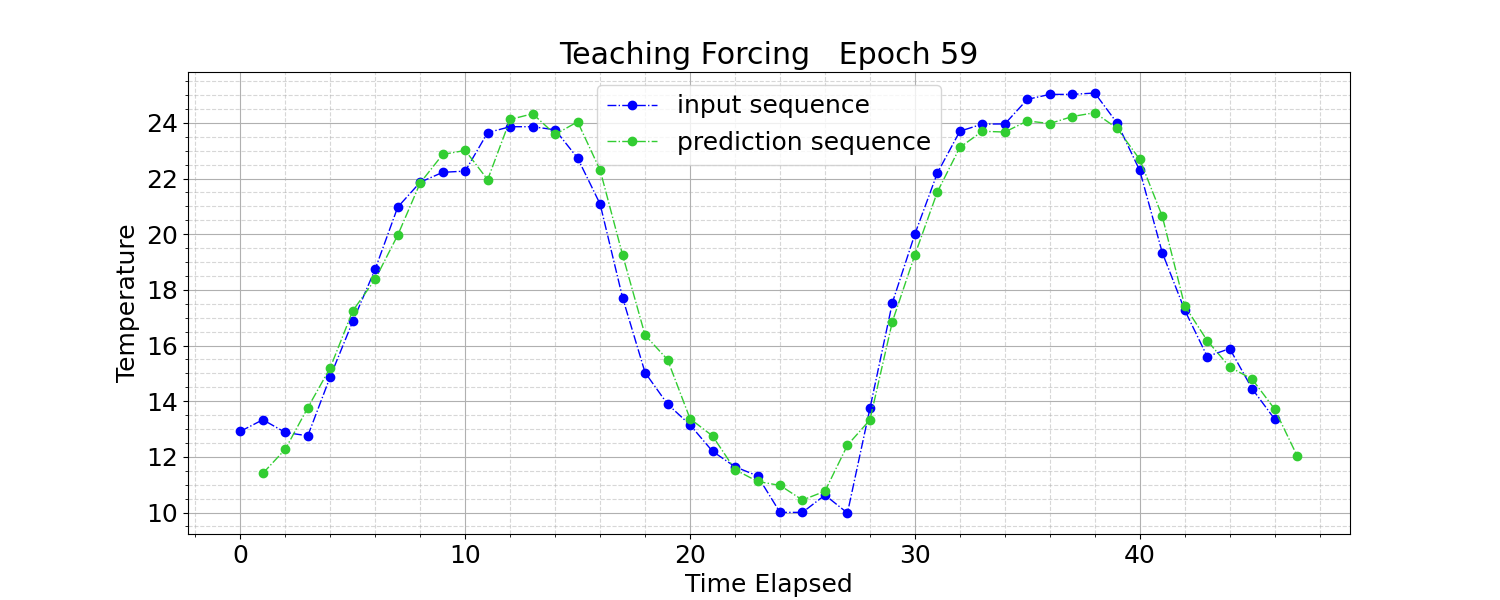 Teaching Forcing   Epoch 59
input sequence
prediction sequence
Temperature
24
22
20
18
16
14
12
10
0 10 20 30 40
Time Elapsed